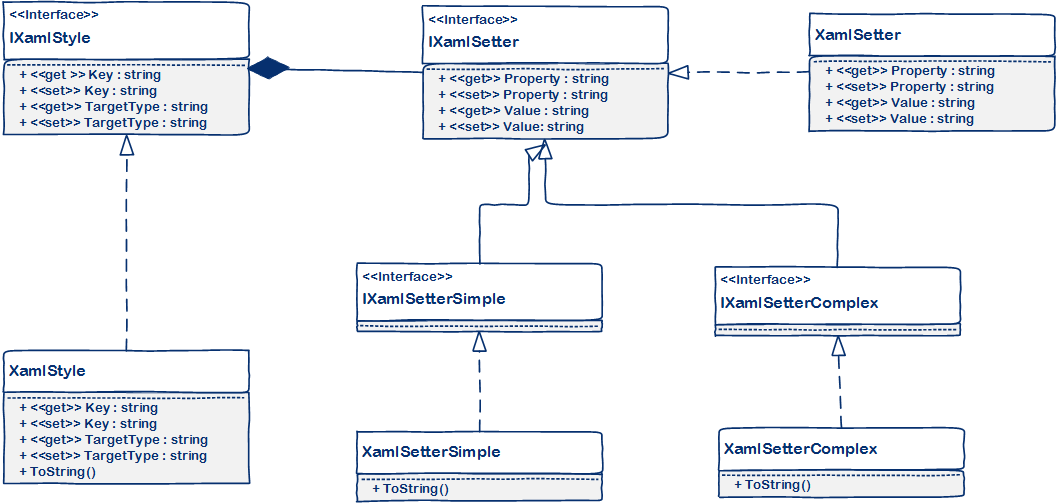 <<Interface>>
IXamlStyle
+ <<get >> Key : string
+ <<set>> Key : string
+ <<get>> TargetType : string
+ <<set>> TargetType : string
<<Interface>>
IXamlSetter
+ <<get>> Property : string
+ <<set>> Property : string
+ <<get>> Value : string
+ <<set>> Value: string
XamlSetter
+ <<get>> Property : string
+ <<set>> Property : string
+ <<get>> Value : string
+ <<set>> Value : string
<<Interface>>
IXamlSetterSimple
<<Interface>>
IXamlSetterComplex
XamlStyle
+ <<get>> Key : string
+ <<set>> Key : string
+ <<get>> TargetType : string
+ <<set>> TargetType : string
+ ToString()
XamlSetterSimple
+ ToString()
XamlSetterComplex
+ ToString()